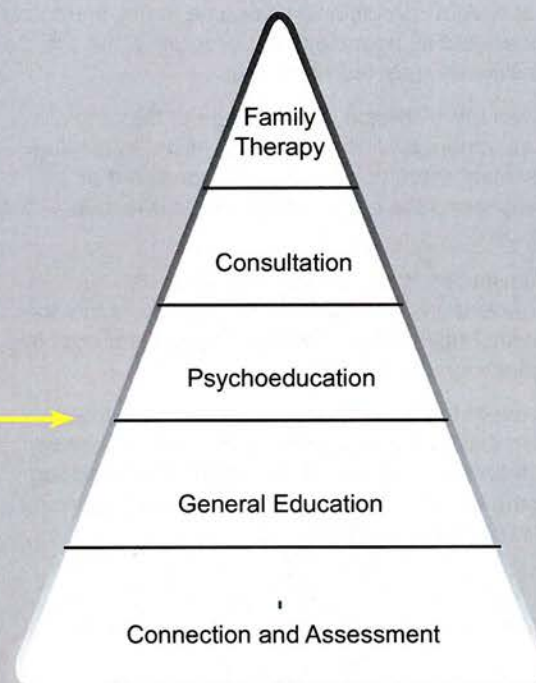 Family
Therapy
Consultation
Psychoeducation
General Education
Connection and Assessment